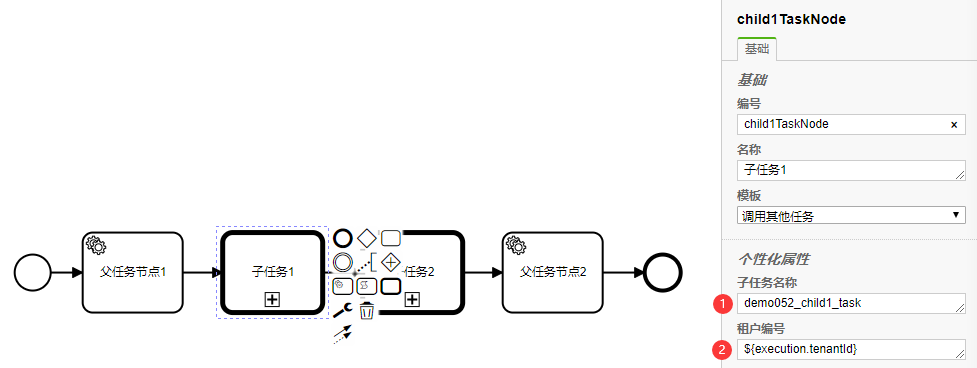 父任务节点1
子任务1
任务2
父任务节点2
child1TaskNode
基础
基础
编号
child1TaskNode
×
名称
子任务1
模板
调用其他任务
个性化属性
子任务名称
1
demo052_child1_task
租户编号
2
${execution.tenantId}